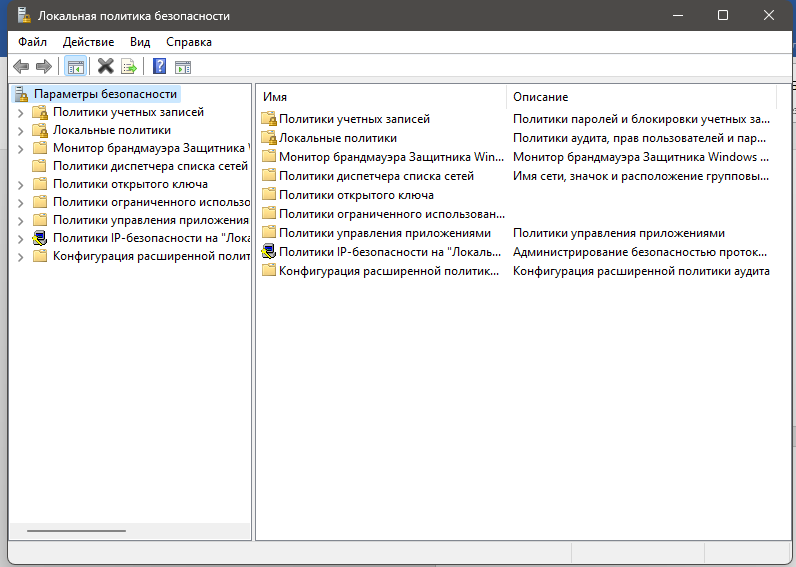 Локальная политика безопасности
Файл Действие Вид Справка
Параметры безопасности
Политики учетных записей
Локальные политики
Монитор брандмауэра Защитника
Политики диспетчера списка сетей
Политики открытого ключа
Политики ограниченного использо
Политики управления приложения
Политики IP-безопасности на "Лока
Конфигурация расширенной полит
Имя Описание
Политики учетных записей Политики паролей и блокировки учетных за...
Локальные политики Политики аудита, прав пользователей и пар...
Монитор брандмауэра Защитника Win... Монитор брандмауэра Защитника Windows ...
Политики диспетчера списка сетей Имя сети, значок и расположение групповы...
Политики открытого ключа
Политики ограниченного использован...
Политики управления приложениями Политики управления приложениями
Политики IP-безопасности на "Локаль... Администрирование безопасностью проток...
Конфигурация расширенной политик... Конфигурация расширенной политики аудита